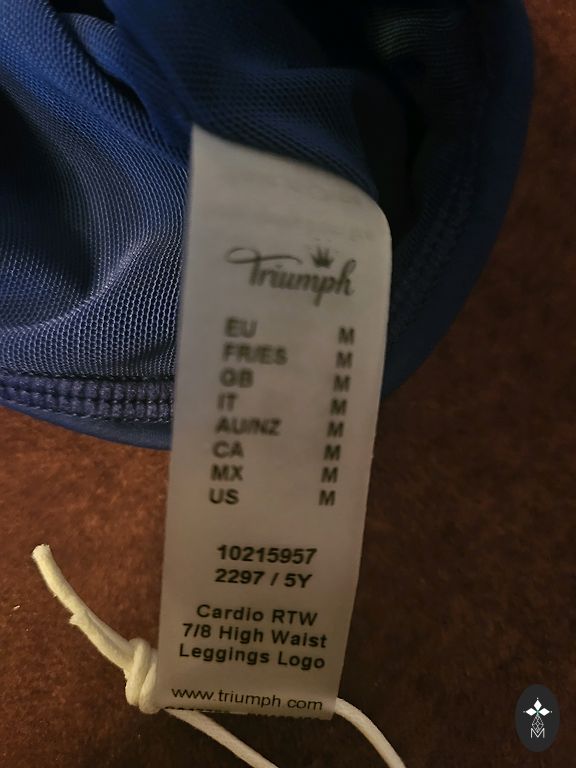 Triumph
EU M
FR/ES M
GB M
IT M
AU/NZ M
CA M
MX M
US M
10215957
2297 / 5Y
Cardio RTW
7/8 High Waist
Leggings Logo
www.triumph.com
M